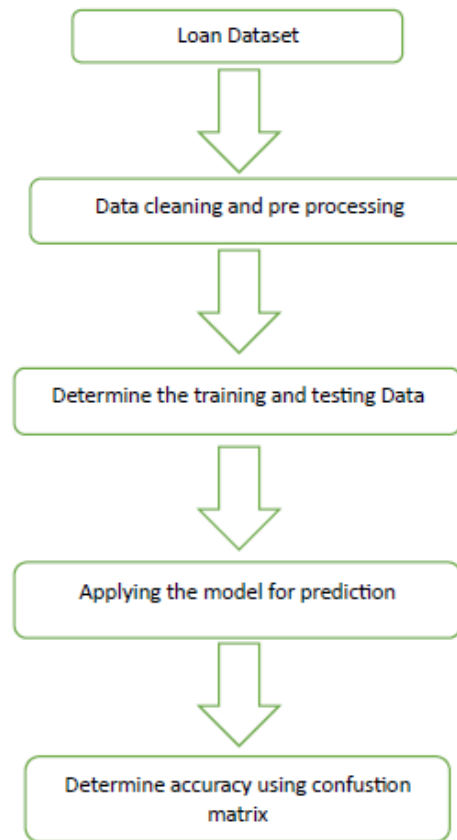 Loan Dataset
Data cleaning and pre processing
Determine the training and testing Data
Applying the model for prediction
Determine accuracy using confustion
matrix